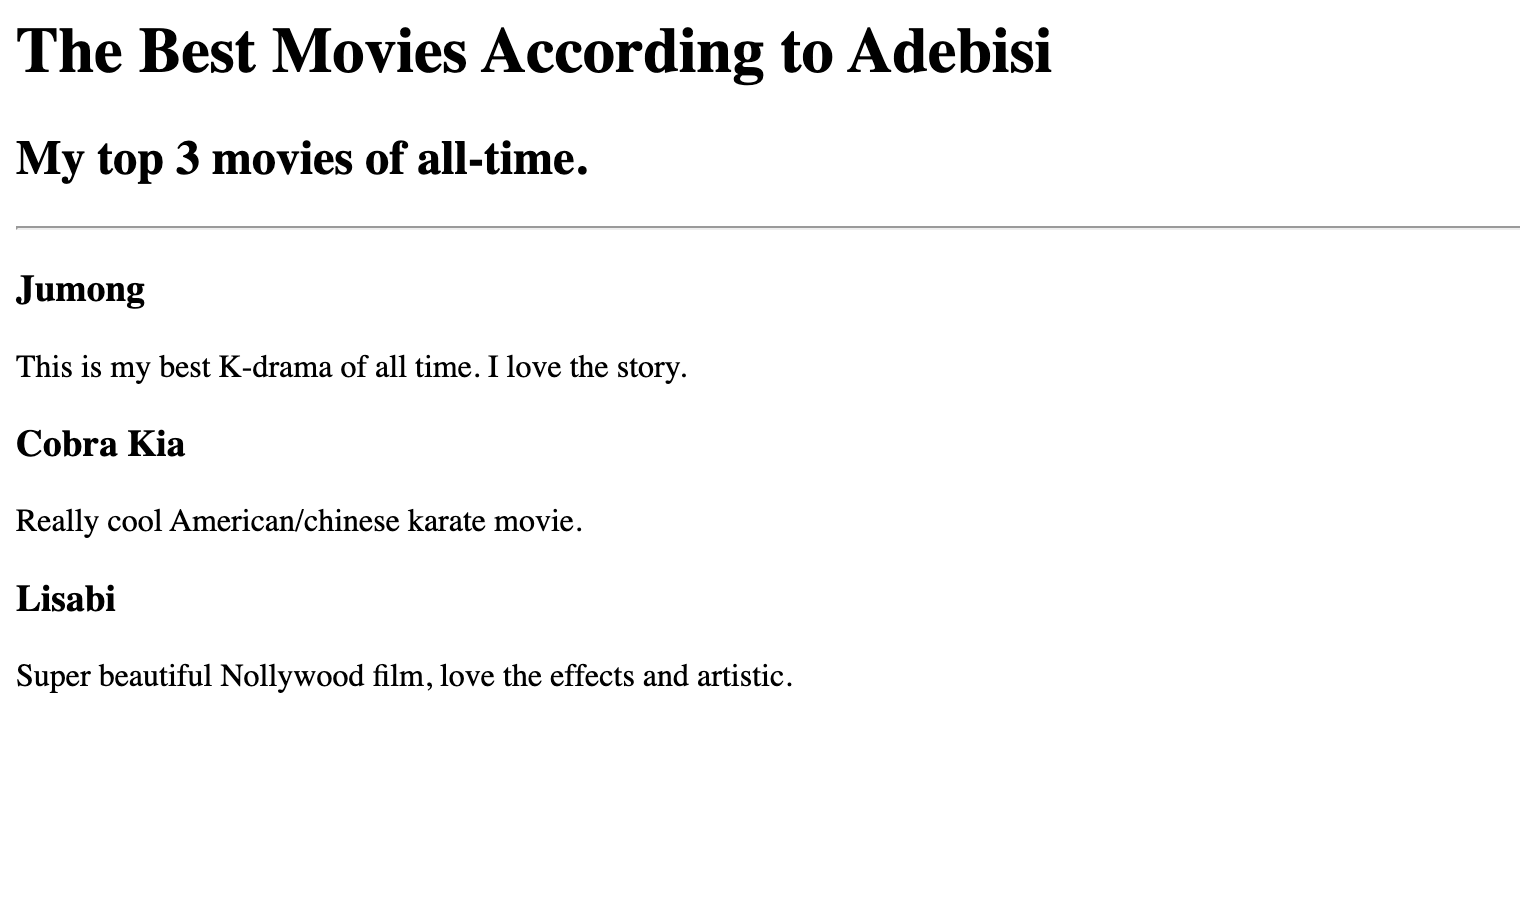 The Best Movies According to Adebisi
My top 3 movies of all-time.
Jumong
This is my best K-drama of all time. I love the story.
Cobra Kia
Really cool American/chinese karate movie.
Lisabi
Super beautiful Nollywood film, love the effects and artistic.